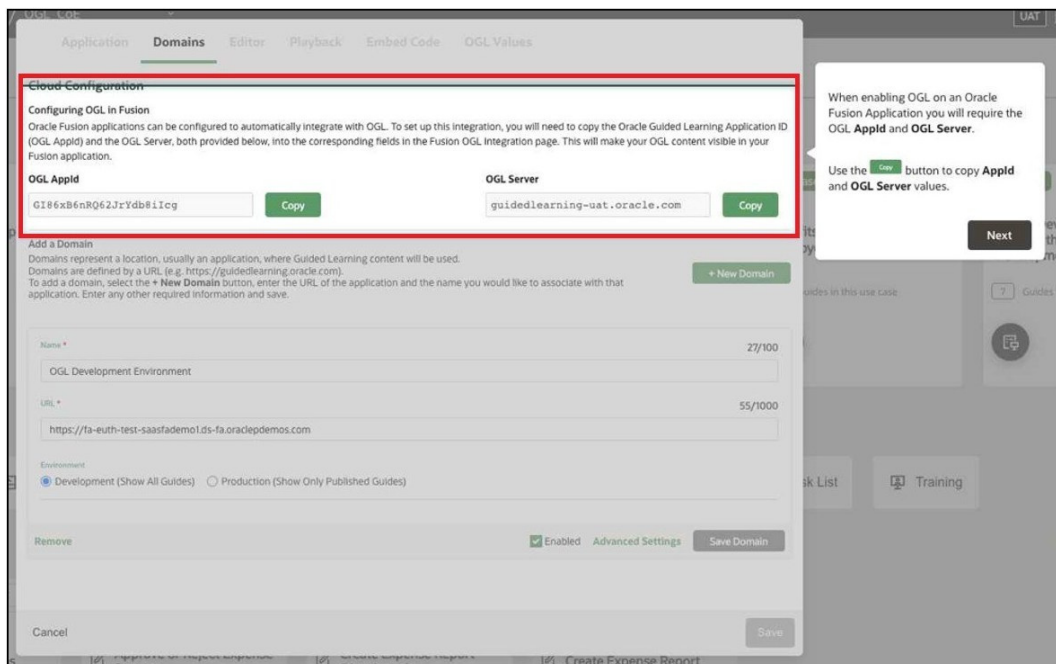 OGL CoE
UAT
Application Domains Editor Playback Embed Code OGL Values
Cloud Configuration
Configuring OGL in Fusion
Oracle Fusion applications can be configured to automatically integrate with OGL. To set up this integration, you will need to copy the Oracle Guided Learning Application ID
(OGL AppId) and the OGL Server, both provided below, into the corresponding fields in the Fusion OGL Integration page. This will make your OGL content visible in your
Fusion application.
OGL AppId
OGL Server
GI86xB6nRQ62JrYdb8iIcg
Copy
guidedlearning-uat.oracle.com
Copy
When enabling OGL on an Oracle
Fusion Application you will require the
OGL AppId and OGL Server.
Use the Copy button to copy AppId
and OGL Server values.
Next
Add a Domain
Domains represent a location, usually an application, where Guided Learning content will be used.
Domains are defined by a URL (e.g. https://guidedlearning.oracle.com).
To add a domain, select the + New Domain button, enter the URL of the application and the name you would like to associate with that
application. Enter any other required information and save.
+ New Domain
Guides in this use case
? Guides
Name *
27/100
OGL Development Environment
URL *
55/1000
https://fa-euth-test-saasfademo1.ds-fa.oraclepdemos.com
Environment
Development (Show All Guides) Production (Show Only Published Guides)
sk List
Training
Remove
Enabled Advanced Settings Save Domain
Cancel
Save
Approve or Reject Expense
Create Expense Report
Create Expense Report